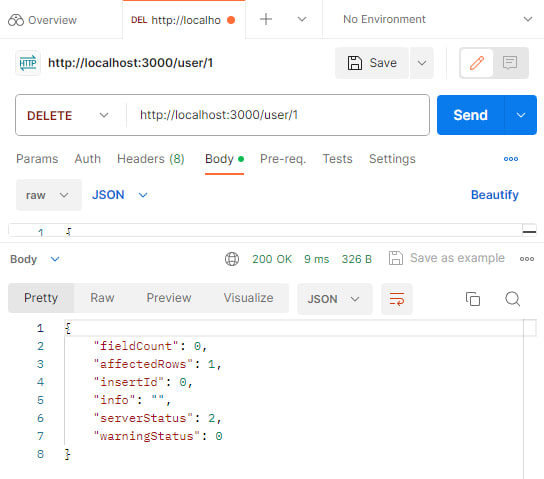 Overview DEL http://localho No Environment
HTTP http://localhost:3000/user/1 Save
DELETE http://localhost:3000/user/1 Send
Params Auth Headers (8) Body Pre-req. Tests Settings
raw JSON Beautify
1 {
Body 200 OK 9 ms 326 B Save as example
Pretty Raw Preview Visualize JSON
1 {
2 "fieldCount": 0,
3 "affectedRows": 1,
4 "insertId": 0,
5 "info": "",
6 "serverStatus": 2,
7 "warningStatus": 0
8 }